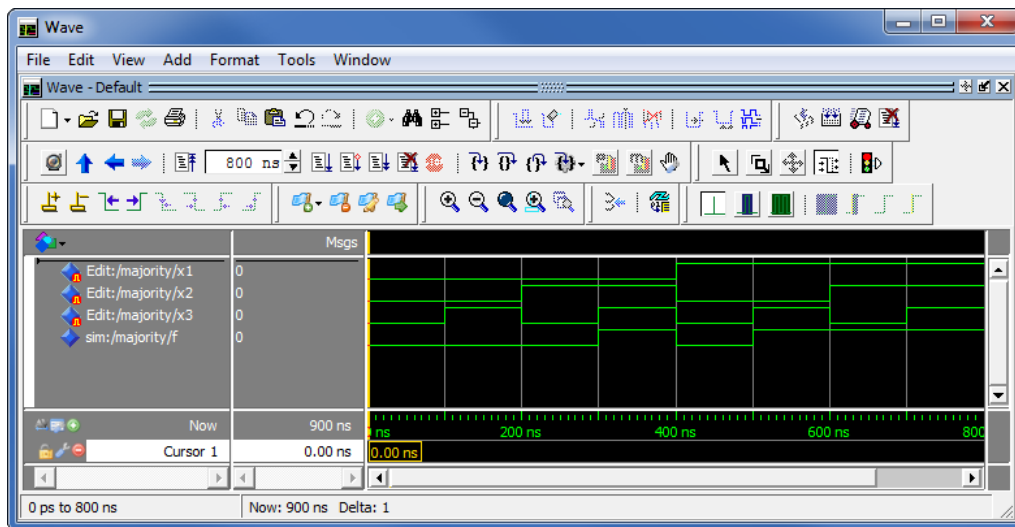 Wave
File Edit View Add Format Tools Window
Wave - Default
800 ns
Msgs
Edit:/majority/x1 0
Edit:/majority/x2 0
Edit:/majority/x3 0
sim:/majority/f 0
Now 900 ns ns 200 ns 400 ns 600 ns 800
Cursor 1 0.00 ns 0.00 ns
0 ps to 800 ns Now: 900 ns Delta: 1